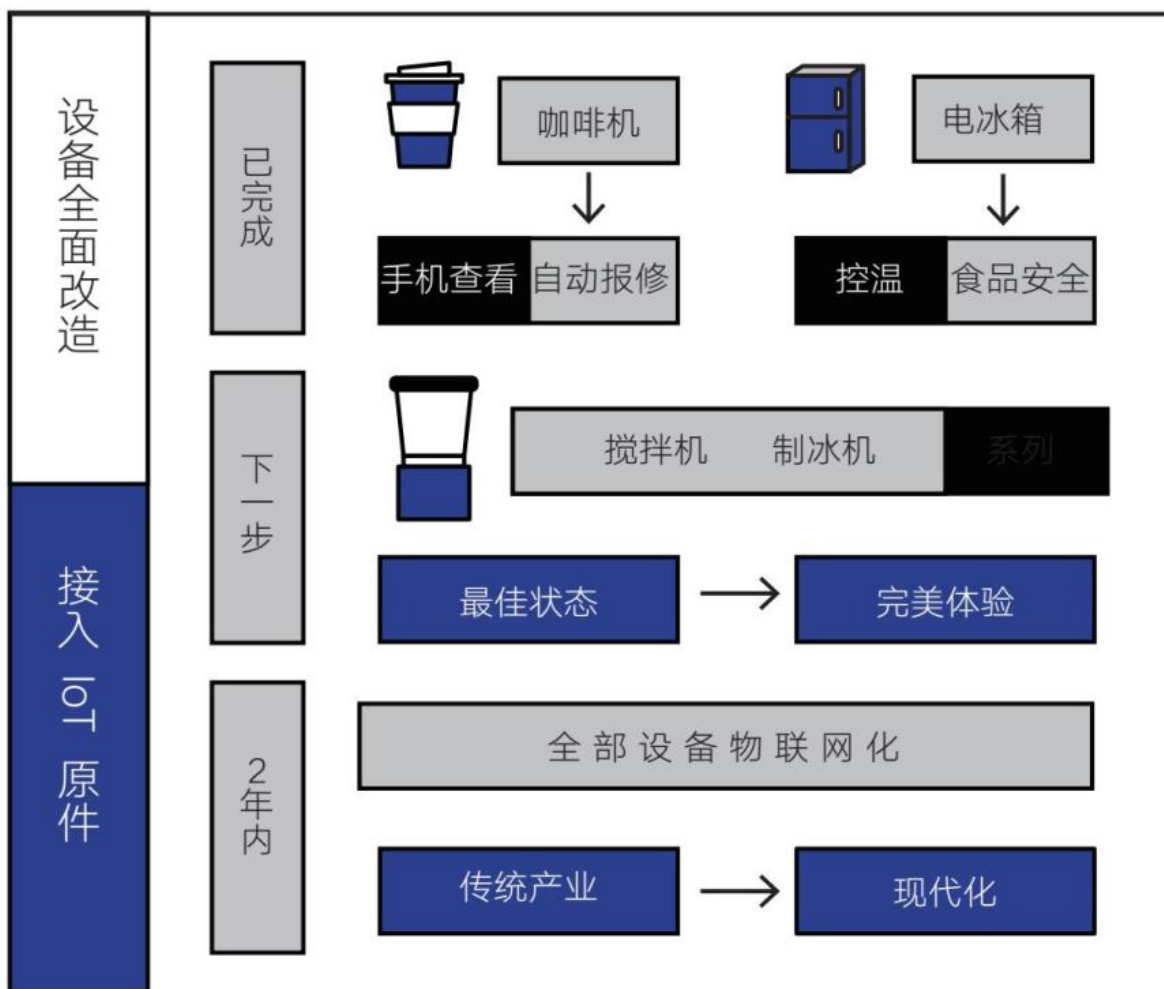 设备全面改造
接入 IoT 原件
已完成
咖啡机
电冰箱
手机查看 自动报修
控温 食品安全
下一步
搅拌机 制冰机 系列
最佳状态
完美体验
2年内
全部设备物联网化
传统产业
现代化